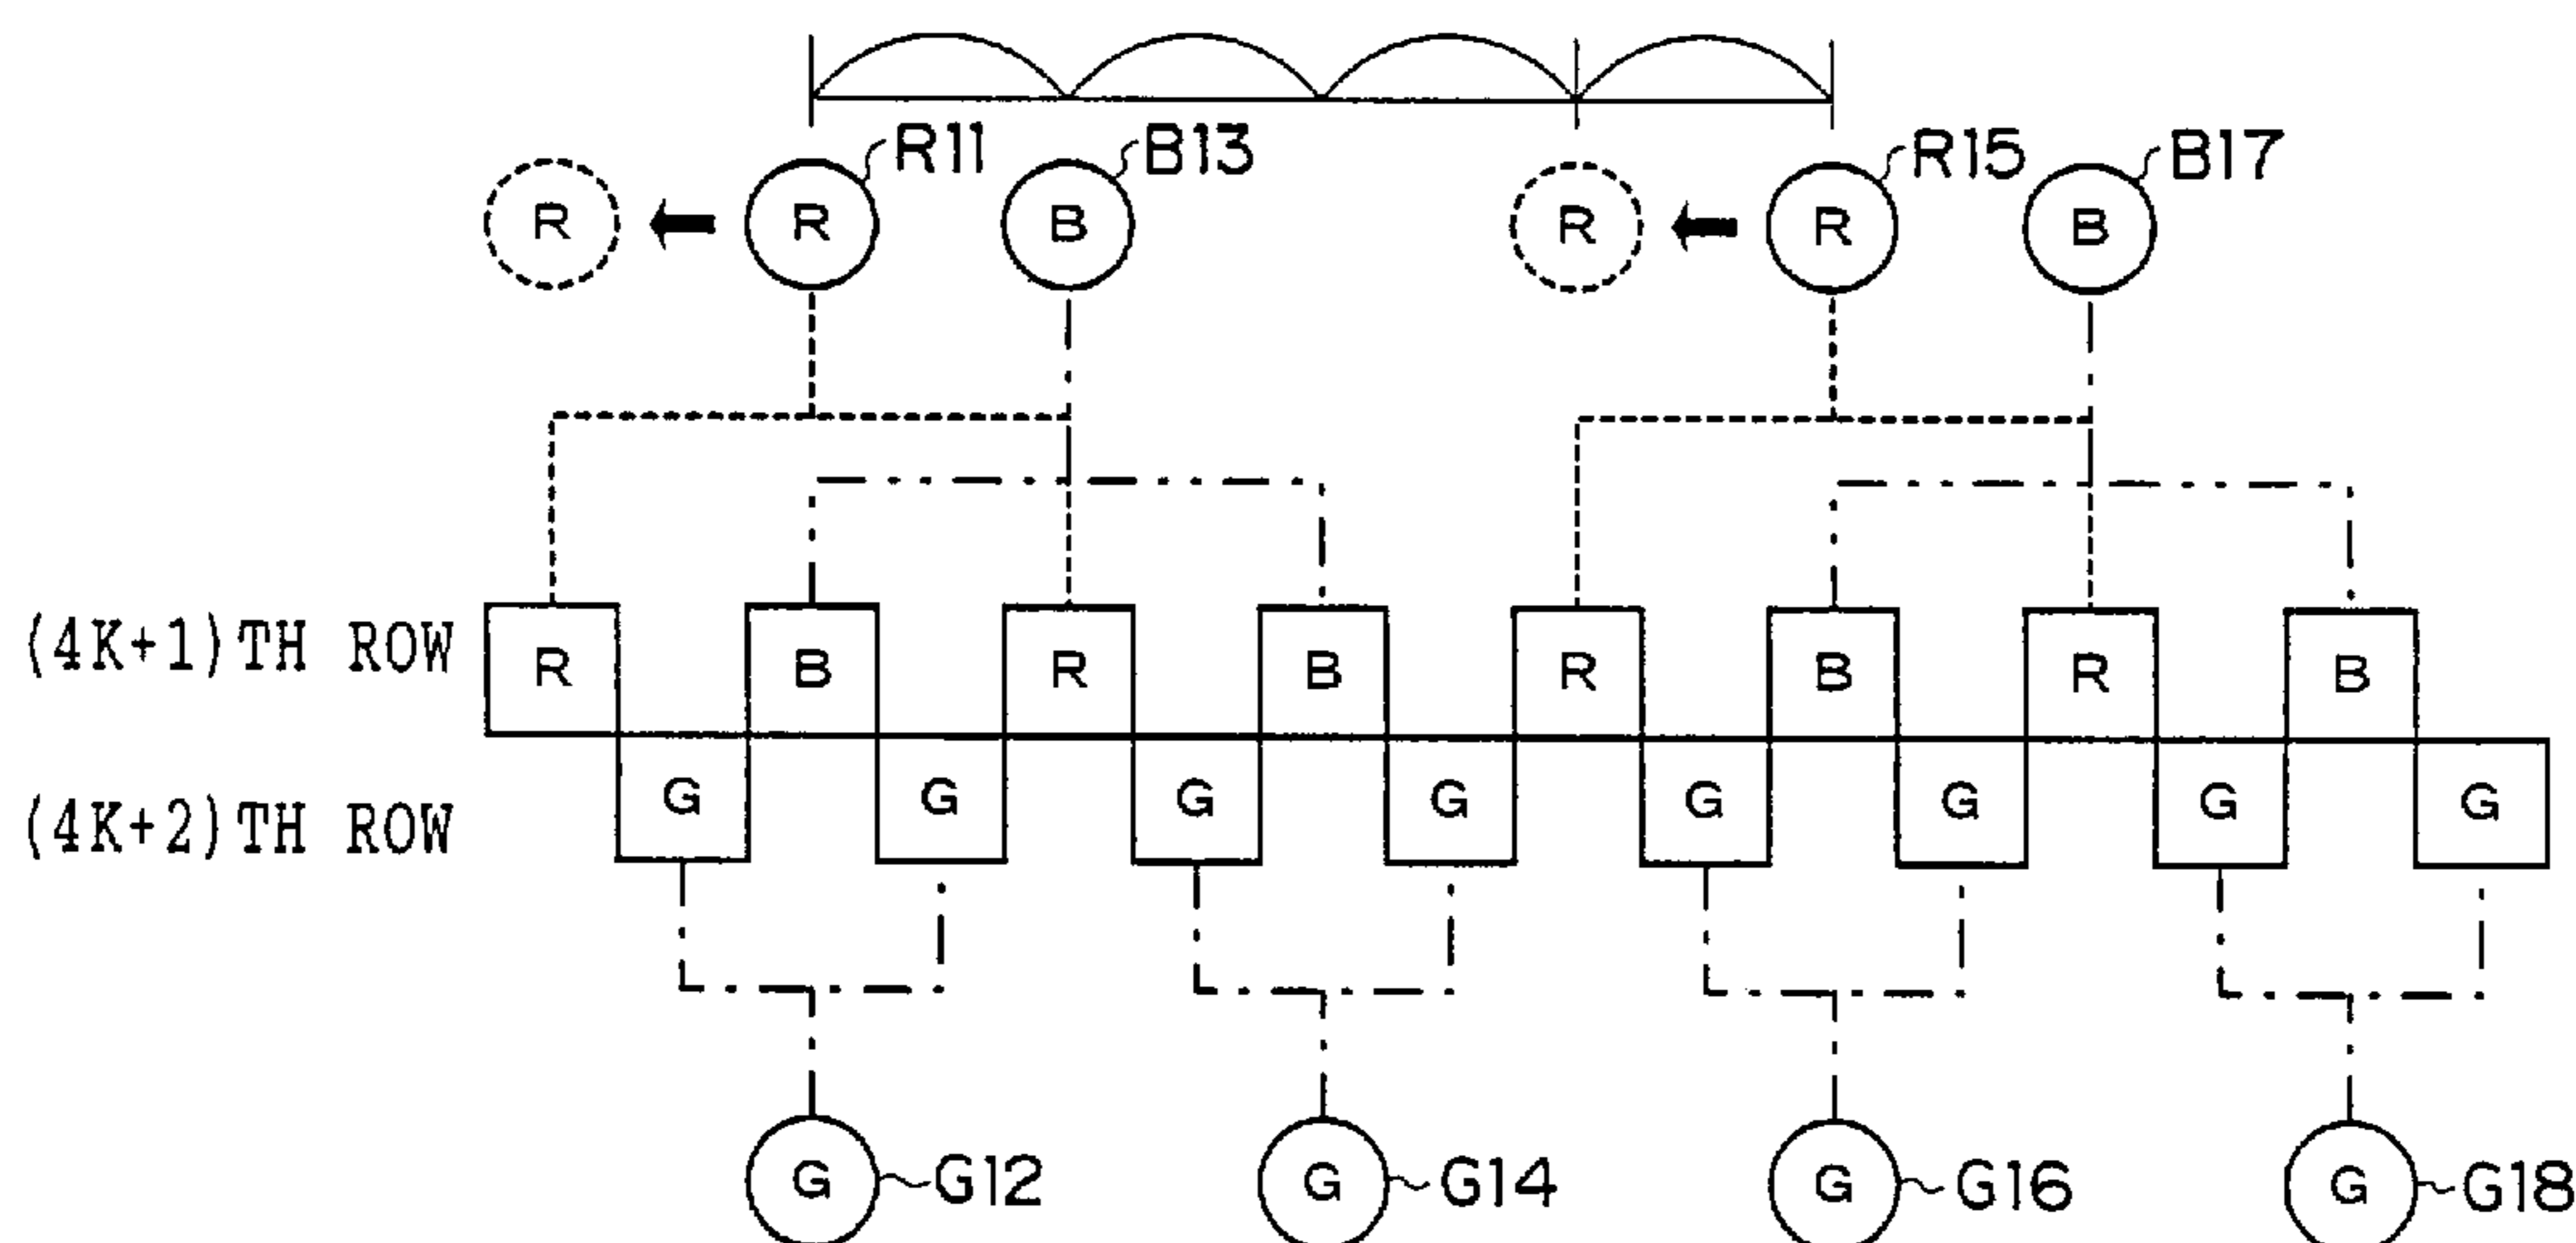 R11 B13 R15 B17
R R B R R B
(4K+1)TH ROW R B R B R B R B
(4K+2)TH ROW G G G G G G G G
G G12 G G14 G G16 G G18